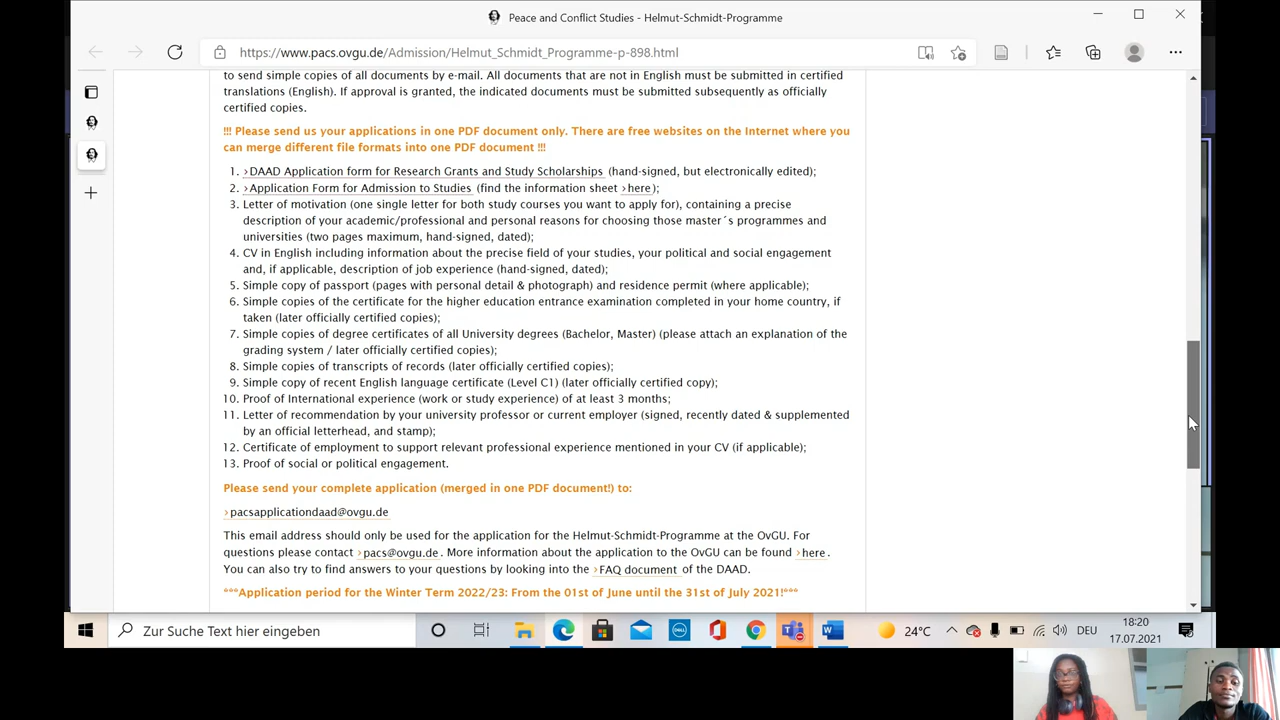 Peace and Conflict Studies - Helmut-Schmidt-Programme
https://www.pacs.ovgu.de/Admission/Helmut_Schmidt_Programme-p-898.html
to send simple copies of all documents by e-mail. All documents that are not in English must be submitted in certified
translations (English). If approval is granted, the indicated documents must be submitted subsequently as officially
certified copies.
!!! Please send us your applications in one PDF document only. There are free websites on the Internet where you
can merge different file formats into one PDF document !!!
1. >DAAD Application form for Research Grants and Study Scholarships (hand-signed, but electronically edited);
2. >Application Form for Admission to Studies (find the information sheet >here);
3. Letter of motivation (one single letter for both study courses you want to apply for), containing a precise
description of your academic/professional and personal reasons for choosing those master´s programmes and
universities (two pages maximum, hand-signed, dated);
4. CV in English including information about the precise field of your studies, your political and social engagement
and, if applicable, description of job experience (hand-signed, dated);
5. Simple copy of passport (pages with personal detail & photograph) and residence permit (where applicable);
6. Simple copies of the certificate for the higher education entrance examination completed in your home country, if
taken (later officially certified copies);
7. Simple copies of degree certificates of all University degrees (Bachelor, Master) (please attach an explanation of the
grading system / later officially certified copies);
8. Simple copies of transcripts of records (later officially certified copies);
9. Simple copy of recent English language certificate (Level C1) (later officially certified copy);
10. Proof of International experience (work or study experience) of at least 3 months;
11. Letter of recommendation by your university professor or current employer (signed, recently dated & supplemented
by an official letterhead, and stamp);
12. Certificate of employment to support relevant professional experience mentioned in your CV (if applicable);
13. Proof of social or political engagement.
Please send your complete application (merged in one PDF document!) to:
>pacsapplicationdaad@ovgu.de
This email address should only be used for the application for the Helmut-Schmidt-Programme at the OvGU. For
questions please contact >pacs@ovgu.de. More information about the application to the OvGU can be found >here.
You can also try to find answers to your questions by looking into the >FAQ document of the DAAD.
***Application period for the Winter Term 2022/23: From the 01st of June until the 31st of July 2021!***
Zur Suche Text hier eingeben
DELL
24°C
DEU
18:20
17.07.2021